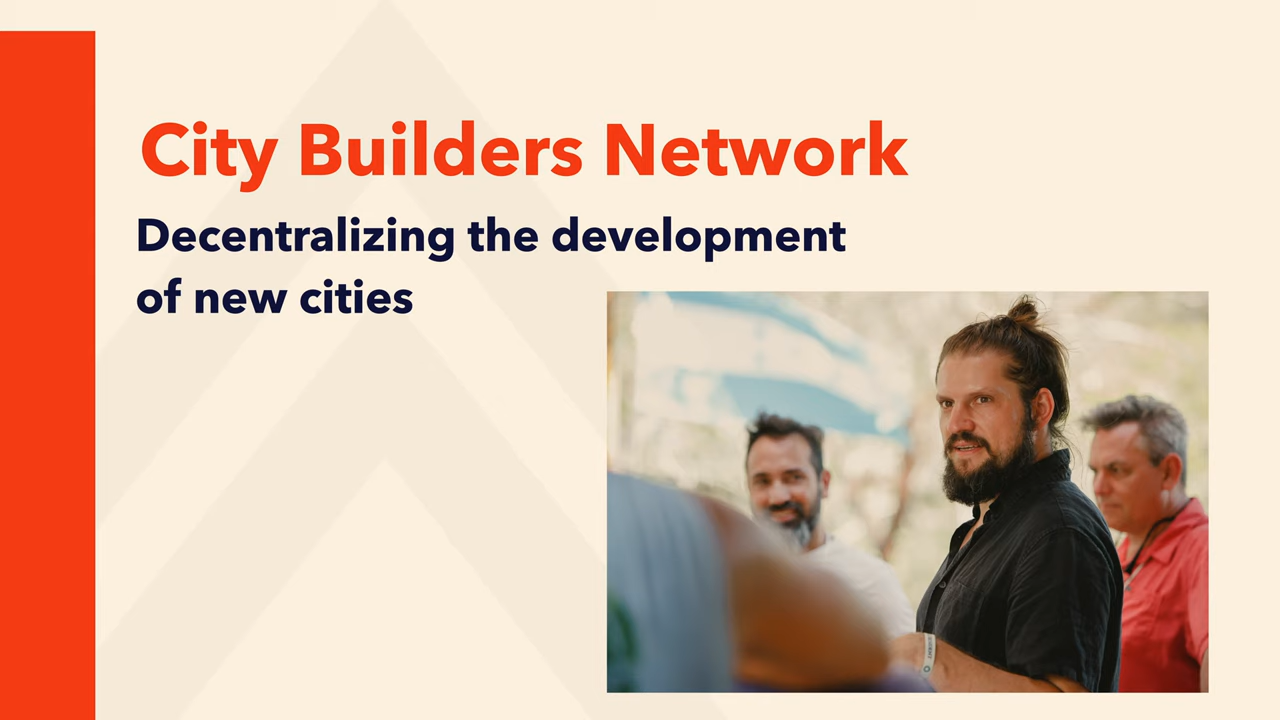 City Builders Network
Decentralizing the development
of new cities